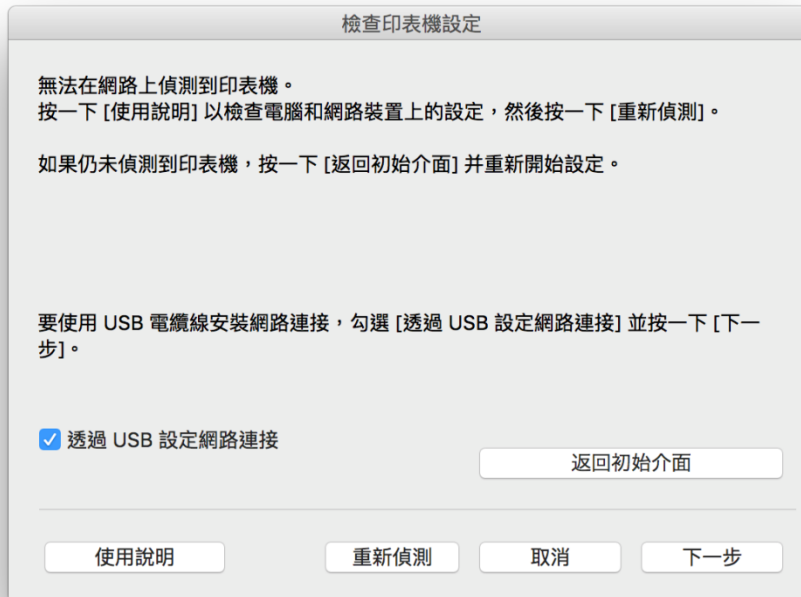 檢查印表機設定
無法在網路上偵測到印表機。
按一下 [使用說明] 以檢查電腦和網路裝置上的設定，然後按一下 [重新偵測]。
如果仍未偵測到印表機，按一下 [返回初始介面] 并重新開始設定。
要使用 USB 電纜線安裝網路連接，勾選 [透過 USB 設定網路連接] 並按一下 [下一
步]。
透過 USB 設定網路連接
返回初始介面
使用說明
重新偵測
取消
下一步